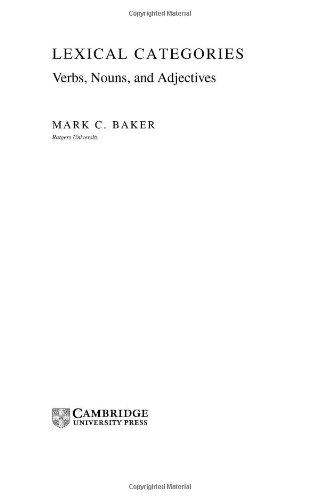 Copyrighted Material
LEXICAL CATEGORIES
Verbs, Nouns, and Adjectives
MARK C. BAKER
Rutgers University
CAMBRIDGE
UNIVERSITY PRESS
Copyrighted Material